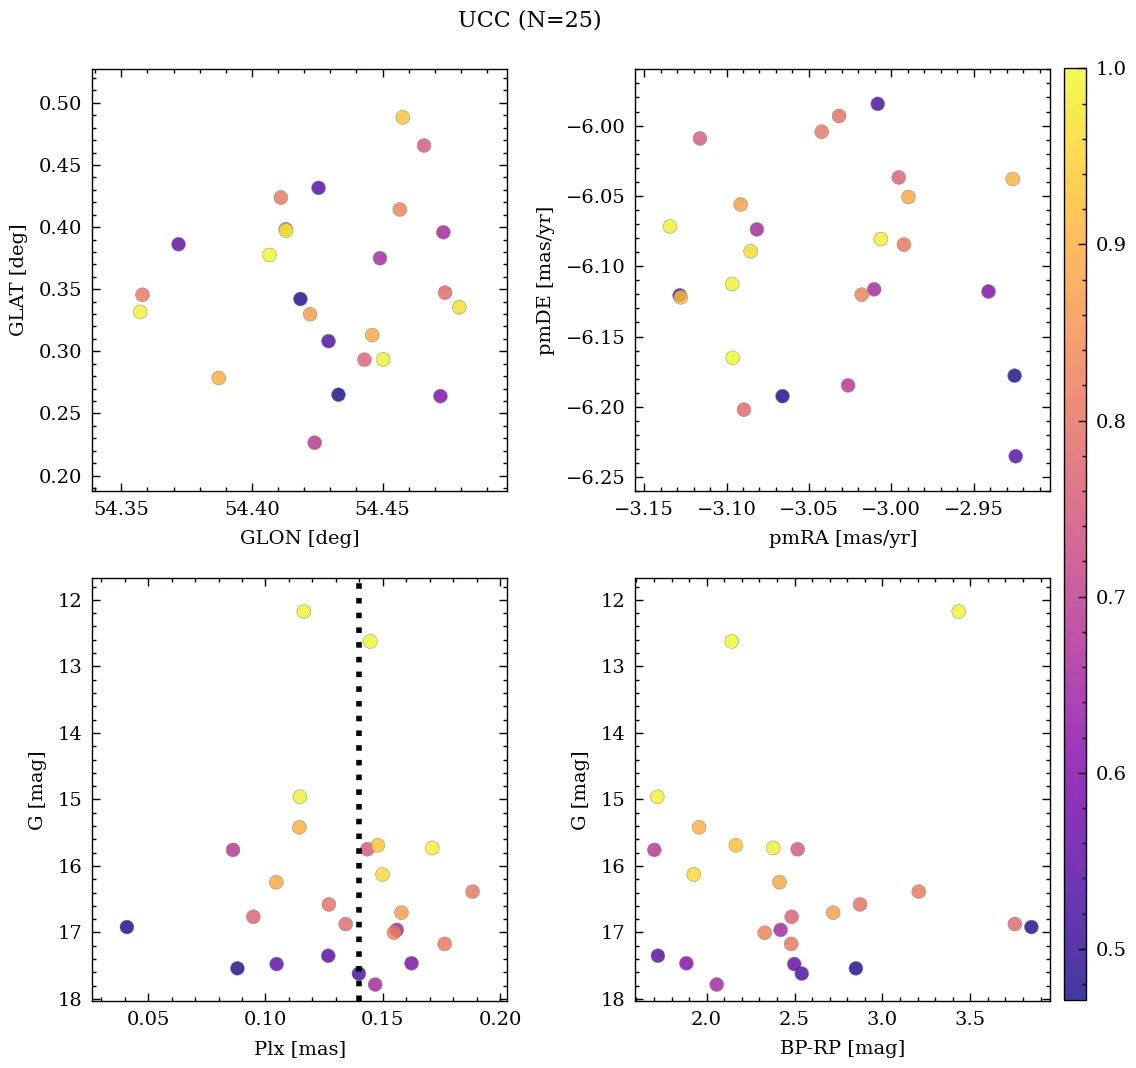 UCC (N=25)
0.50
0.45
0.40
0.35
0.30
0.25
0.20
GLAT [deg]
54.35 54.40 54.45
GLON [deg]
−6.00
−6.05
−6.10
−6.15
−6.20
−6.25
pmDE [mas/yr]
−3.15 −3.10 −3.05 −3.00 −2.95
pmRA [mas/yr]
12
13
14
15
16
17
18
G [mag]
0.05 0.10 0.15 0.20
Plx [mas]
12
13
14
15
16
17
18
G [mag]
2.0 2.5 3.0 3.5
BP-RP [mag]
1.0
0.9
0.8
0.7
0.6
0.5